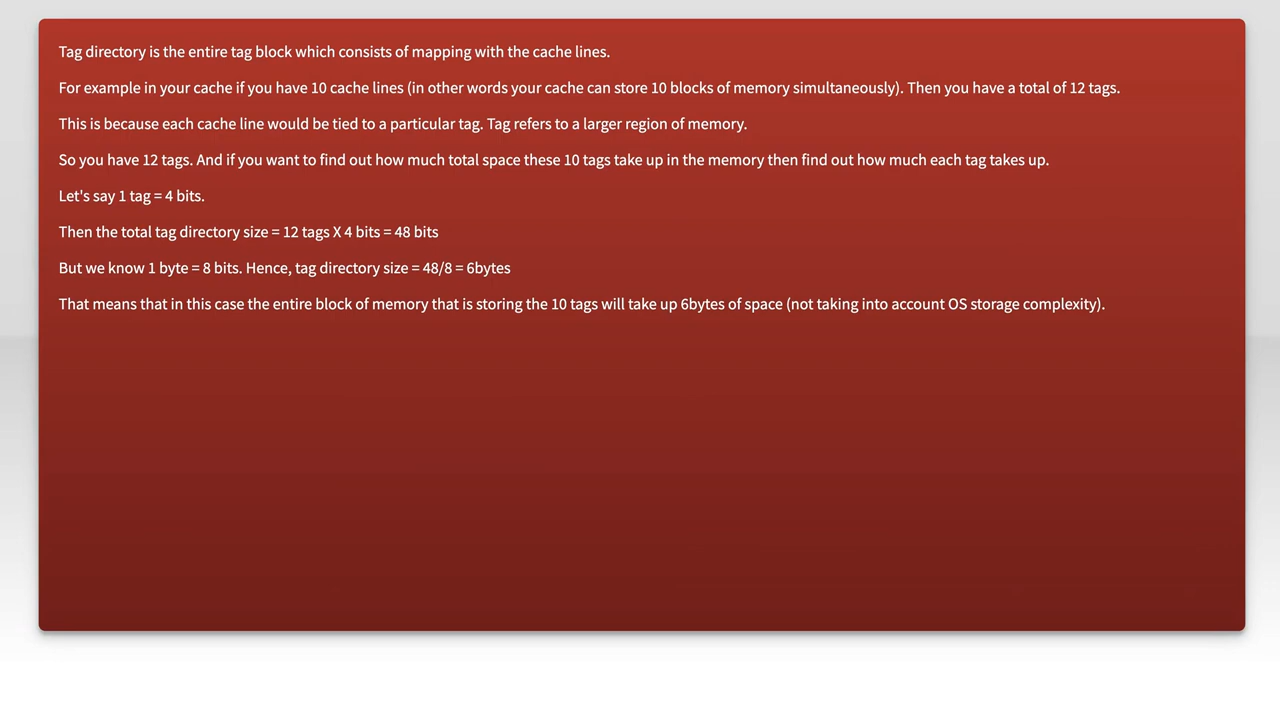 Tag directory is the entire tag block which consists of mapping with the cache lines.
For example in your cache if you have 10 cache lines (in other words your cache can store 10 blocks of memory simultaneously). Then you have a total of 12 tags.
This is because each cache line would be tied to a particular tag. Tag refers to a larger region of memory.
So you have 12 tags. And if you want to find out how much total space these 10 tags take up in the memory then find out how much each tag takes up.
Let's say 1 tag = 4 bits.
Then the total tag directory size = 12 tags X 4 bits = 48 bits
But we know 1 byte = 8 bits. Hence, tag directory size = 48/8 = 6bytes
That means that in this case the entire block of memory that is storing the 10 tags will take up 6bytes of space (not taking into account OS storage complexity).